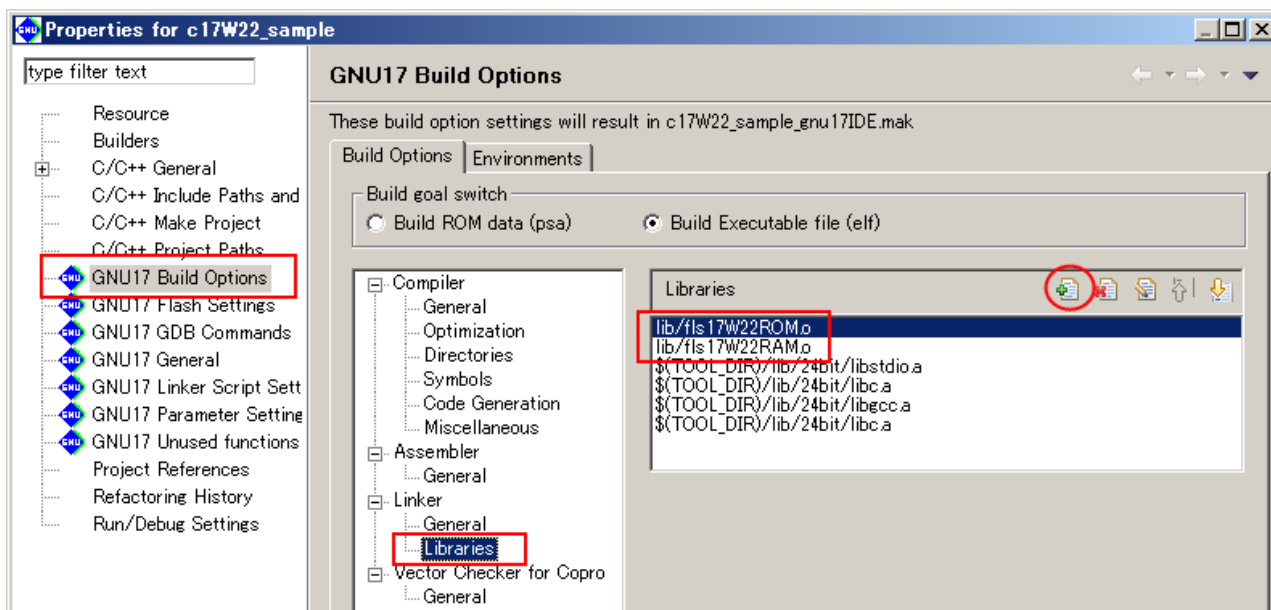 Properties for c17W22_samp le
type filter text
Resource
Builders
C/C++ General
C/C++ Include Paths and
C/C++ Make Project
C/C++ Project Paths
GNU17 Build Options
GNU17 Flash Settings
GNU17 GDB Commands
GNU17 General
GNU17 Linker Script Sett
GNU17 Parameter Setting
GNU17 Unused functions
Project References
Refactoring History
Run/Debug Settings
GNU17 Build Options
These build option settings will result in c17W22_sample_gnu17IDE.mak
Build Options
Environments
Build goal switch
Build ROM data (psa)
Build Executable file (elf)
Compiler
General
Optimization
Directories
Symbols
Code Generation
Miscellaneous
Assembler
General
Linker
General
Libraries
Vector Checker for Copro
General
Libraries
lib/fls17W22ROM.o
lib/fls17W22RAM.o
$(TOOL_DIR)/lib/24bit/libstdio.a
$(TOOL_DIR)/lib/24bit/libc.a
$(TOOL_DIR)/lib/24bit/libgcc.a
$(TOOL_DIR)/lib/24bit/libc.a